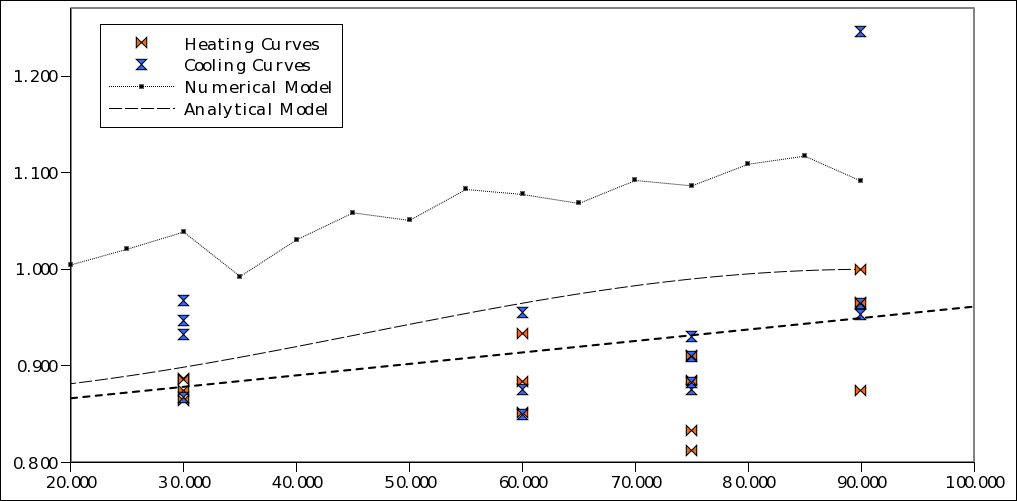 Heating Curves
Cooling Curves
Numerical Model
Analytical Model
1.200
1.100
1.000
0.900
0.800
20.000 30.000 40.000 50.000 60.000 70.000 80.000 90.000 100.000